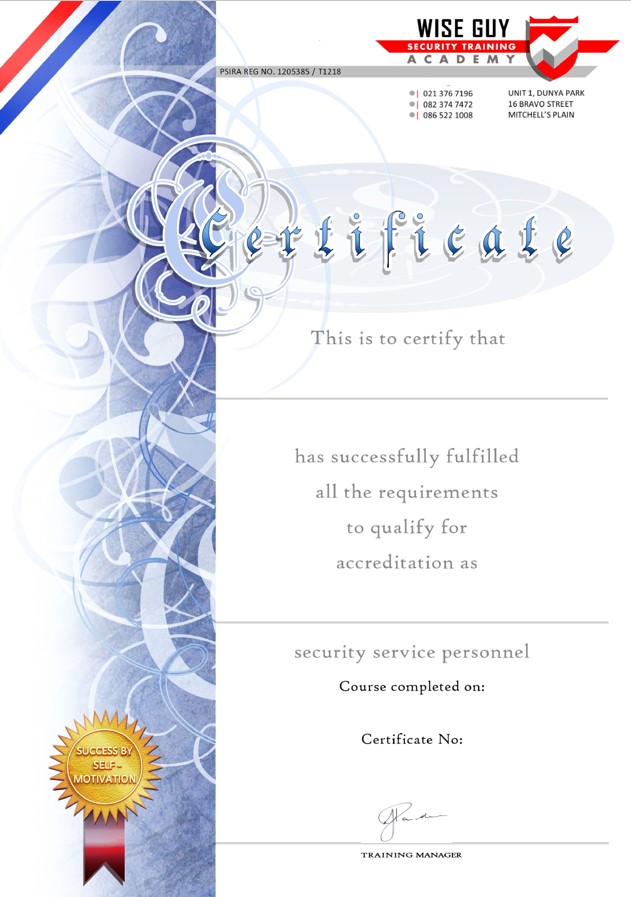 WISE GUY
SECURITY TRAINING
ACADEMY
PSIRA REG NO. 1205385 / T1218
021 376 7196
082 374 7472
086 522 1008
UNIT 1, DUNYA PARK
16 BRAVO STREET
MITCHELL'S PLAIN
Certificate
This is to certify that
has successfully fulfilled
all the requirements
to qualify for
accreditation as
security service personnel
Course completed on:
Certificate No:
SUCCESS BY
SELF -
MOTIVATION
TRAINING MANAGER